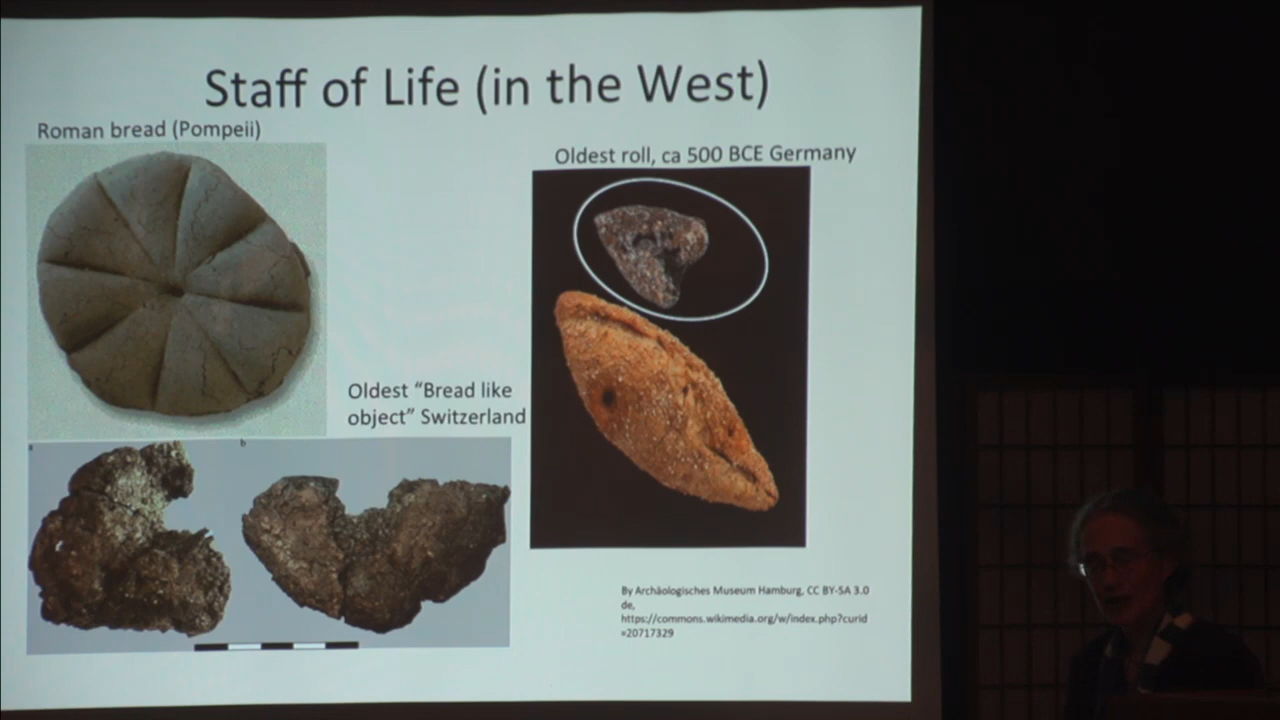 Staff of Life (in the West)
Roman bread (Pompeii)
Oldest roll, ca 500 BCE Germany
Oldest “Bread like
object” Switzerland
a
b
By Archäologisches Museum Hamburg, CC BY-SA 3.0
de,
https://commons.wikimedia.org/w/index.php?curid
=20717329